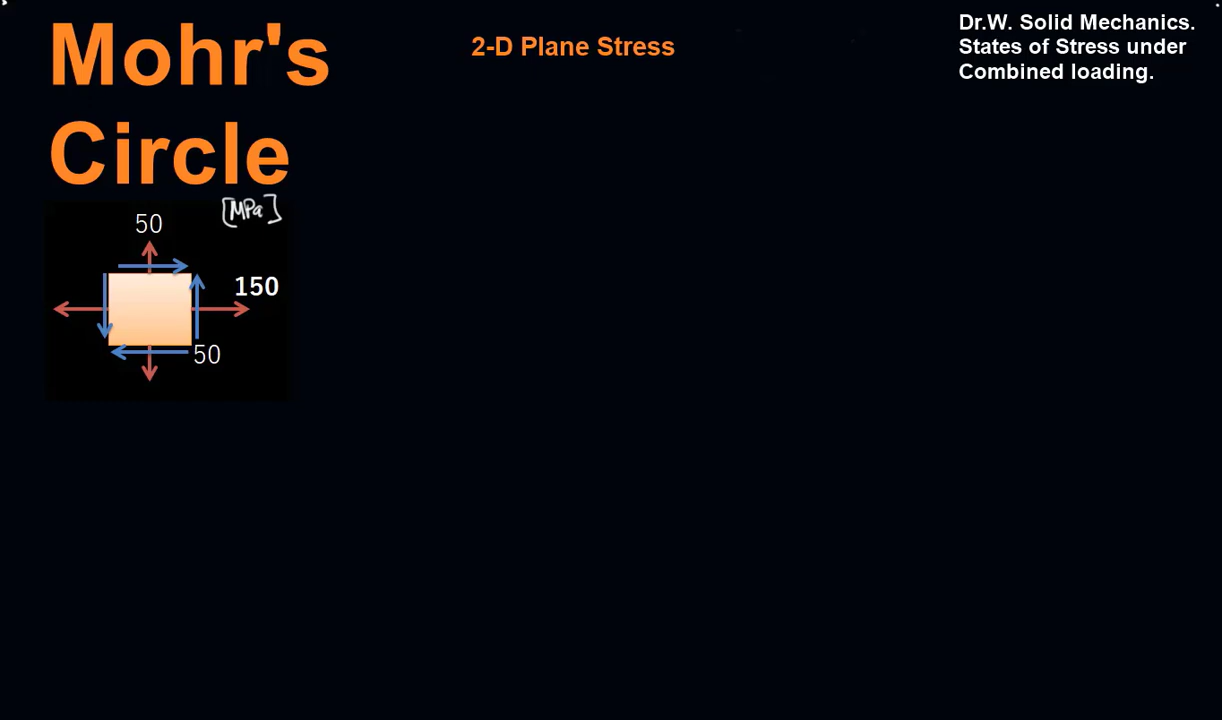 Mohr's
Circle
2-D Plane Stress
Dr.W. Solid Mechanics.
States of Stress under
Combined loading.
[MPa]
50
150
50